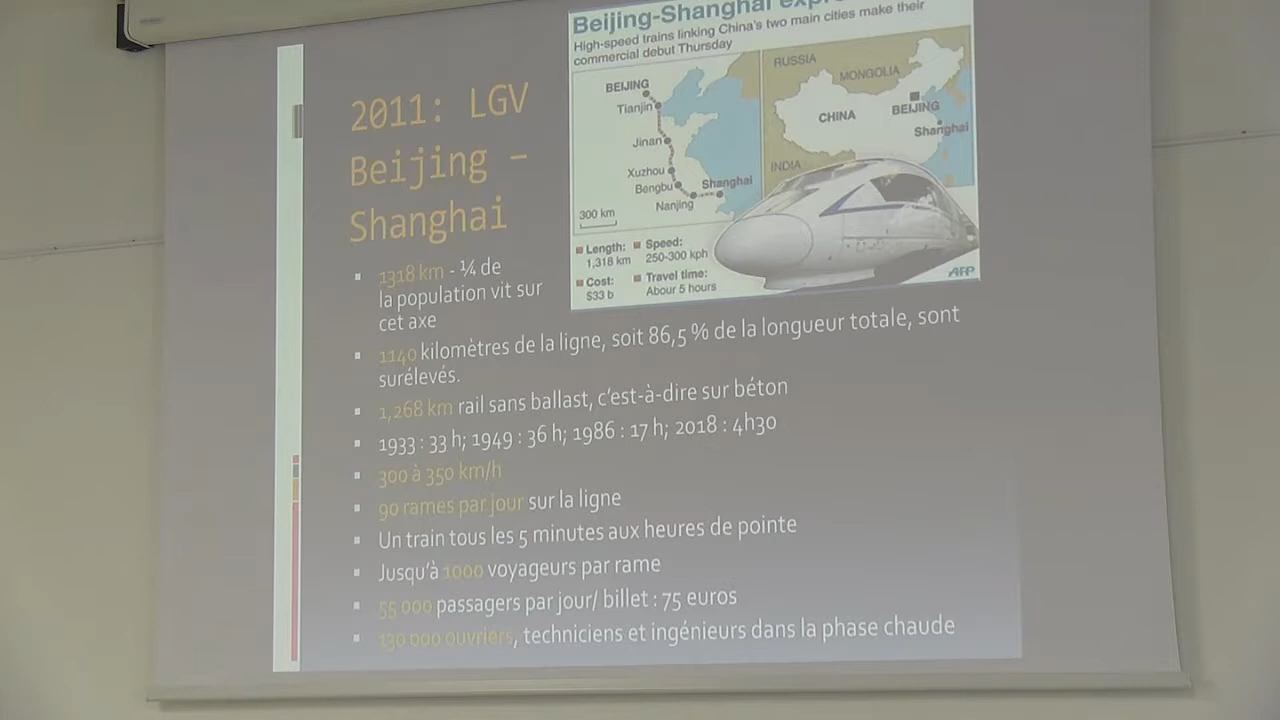 Beijing-Shanghai
High-speed trains linking China's two main cities make their
commercial debut Thursday
BEIJING
Tianjin
Jinan
Xuzhou
Bengbu
Shanghai
Nanjing
300 km
RUSSIA
MONGOLIA
CHINA
BEIJING
Shanghai
INDIA
Length:
1,318 km
Speed:
250-300 kph
Cost:
$33 b
Travel time:
About 5 hours
AFP
2011: LGV
Beijing –
Shanghai
1318 km - ¼ de
la population vit sur
cet axe
1140 kilomètres de la ligne, soit 86,5 % de la longueur totale, sont
surélevés.
1,268 km rail sans ballast, c'est-à-dire sur béton
1933 : 33 h; 1949 : 36 h; 1986 : 17 h; 2018 : 4h30
300 à 350 km/h
90 rames par jour sur la ligne
Un train tous les 5 minutes aux heures de pointe
Jusqu'à 1000 voyageurs par rame
55 000 passagers par jour/ billet : 75 euros
130 000 ouvriers, techniciens et ingénieurs dans la phase chaude